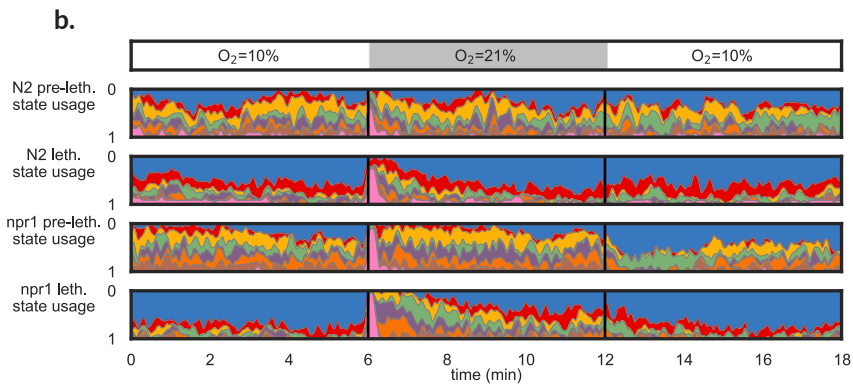 b.
O2=10% O2=21% O2=10%
N2 pre-leth.
state usage
0
1
N2 leth.
state usage
0
1
npr1 pre-leth.
state usage
0
1
npr1 leth.
state usage
0
1
0 2 4 6 8 10 12 14 16 18
time (min)